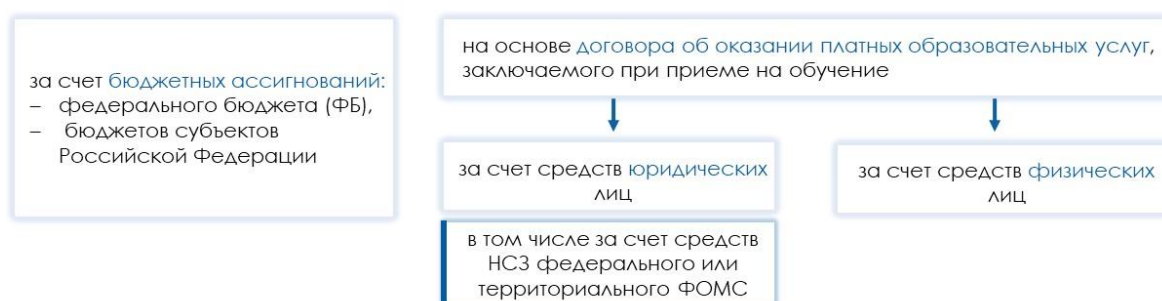 за счет бюджетных ассигнований:
– федерального бюджета (ФБ),
– бюджетов субъектов
Российской Федерации
на основе договора об оказании платных образовательных услуг,
заключаемого при приеме на обучение
за счет средств юридических
лиц
в том числе за счет средств
НСЗ федерального или
территориального ФОМС
за счет средств физических
лиц